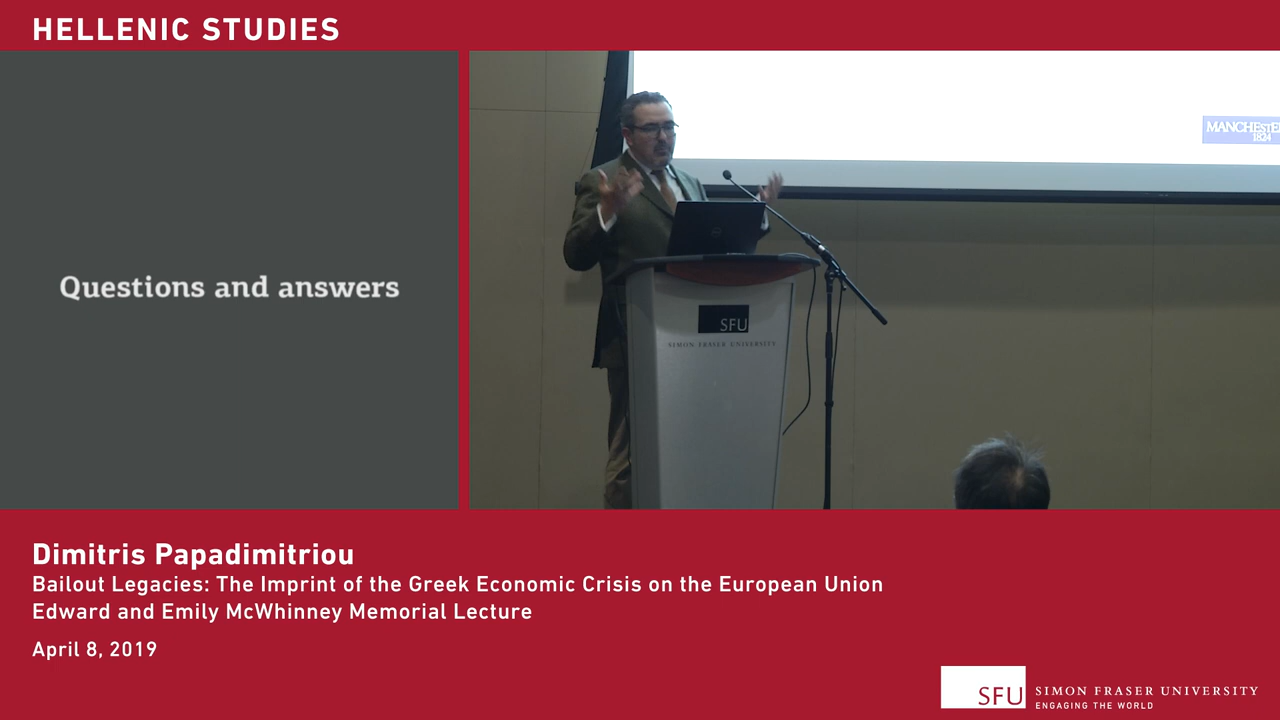 HELLENIC STUDIES
Questions and answers
MANCHESTE
1824
SFU
SIMON FRASER UNIVERSITY
Dimitris Papadimitriou
Bailout Legacies: The Imprint of the Greek Economic Crisis on the European Union
Edward and Emily McWhinney Memorial Lecture
April 8, 2019
SFU SIMON FRASER UNIVERSITY
ENGAGING THE WORLD